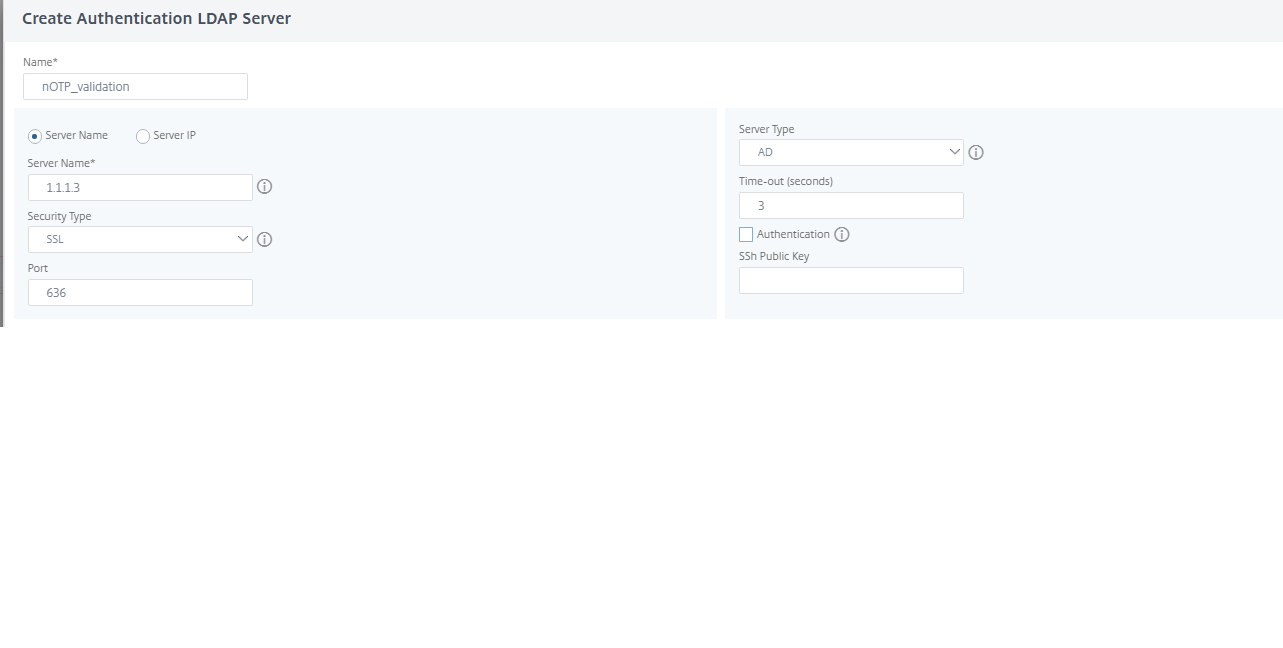 Create Authentication LDAP Server
Name*
nOTP_validation
Server Name Server IP
Server Name*
1.1.1.3
Security Type
SSL
Port
636
Server Type
AD
Time-out (seconds)
3
Authentication
SSh Public Key